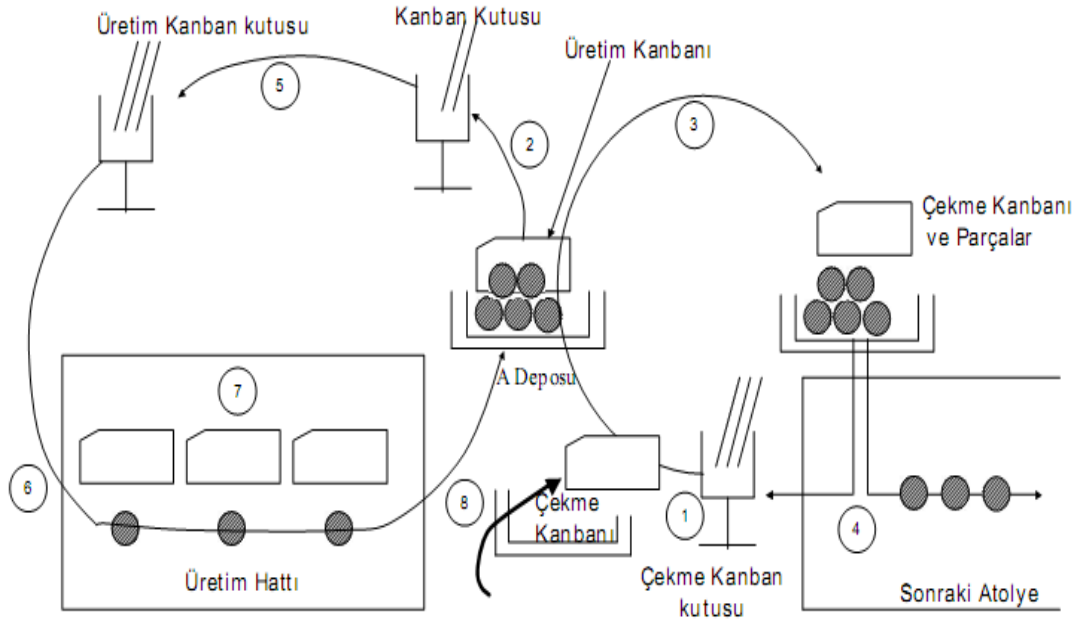 Üretim Kanban kutusu
Kanban Kutusu
Üretim Kanbanı
5
3
2
Çekme Kanbanı
ve Parçalar
A Deposu
7
6
8
Çekme
Kanbanı
1
4
Üretim Hattı
Çekme Kanban
kutusu
Sonraki Atolye